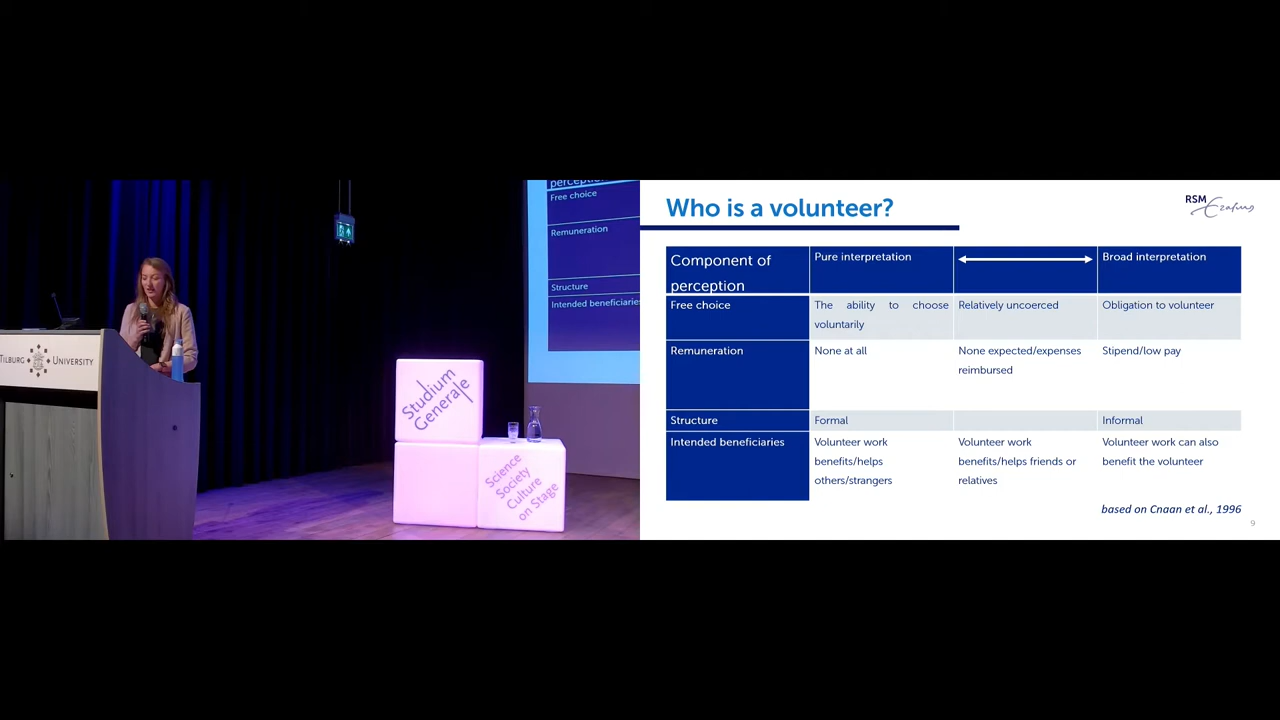 perception
Free choice
Remuneration
Structure
Intended beneficiaries
TILBURG UNIVERSITY
Studium
Generale
Science
Society
Culture
on Stage
Who is a volunteer?
RSM
Erasmus
Component of
perception
Pure interpretation
Broad interpretation
Free choice
The ability to choose
voluntarily
Relatively uncoerced
Obligation to volunteer
Remuneration
None at all
None expected/expenses
reimbursed
Stipend/low pay
Structure
Formal
Informal
Intended beneficiaries
Volunteer work
benefits/helps
others/strangers
Volunteer work
benefits/helps friends or
relatives
Volunteer work can also
benefit the volunteer
based on Cnaan et al., 1996
9